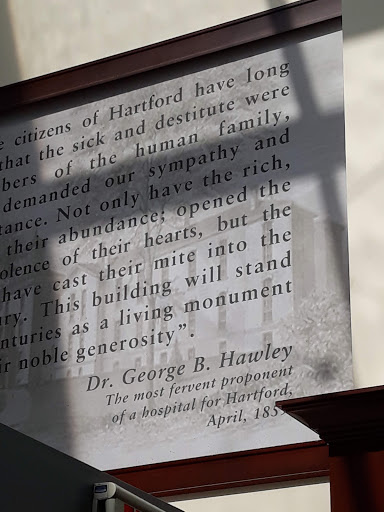 citizens of Hartford have long
that the sick and destitute were
bers of the human family,
demanded our sympathy and
tance. Not only have the rich,
their abundance; opened the
olence of their hearts, but the
have cast their mite into the
ury. This building will stand
enturies as a living monument
ir noble generosity”.
Dr. George B. Hawley
The most fervent proponent
of a hospital for Hartford,
April, 185